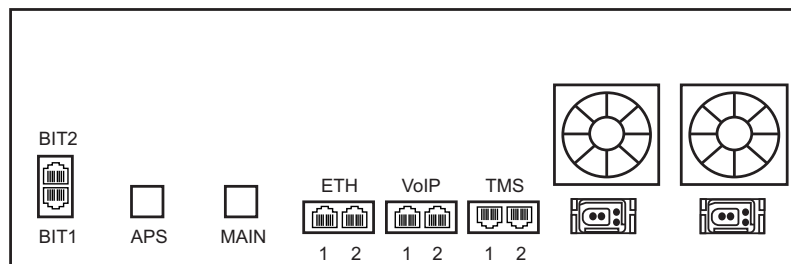 BIT2
ETH VoIP TMS
BIT1 APS MAIN
1 2 1 2 1 2